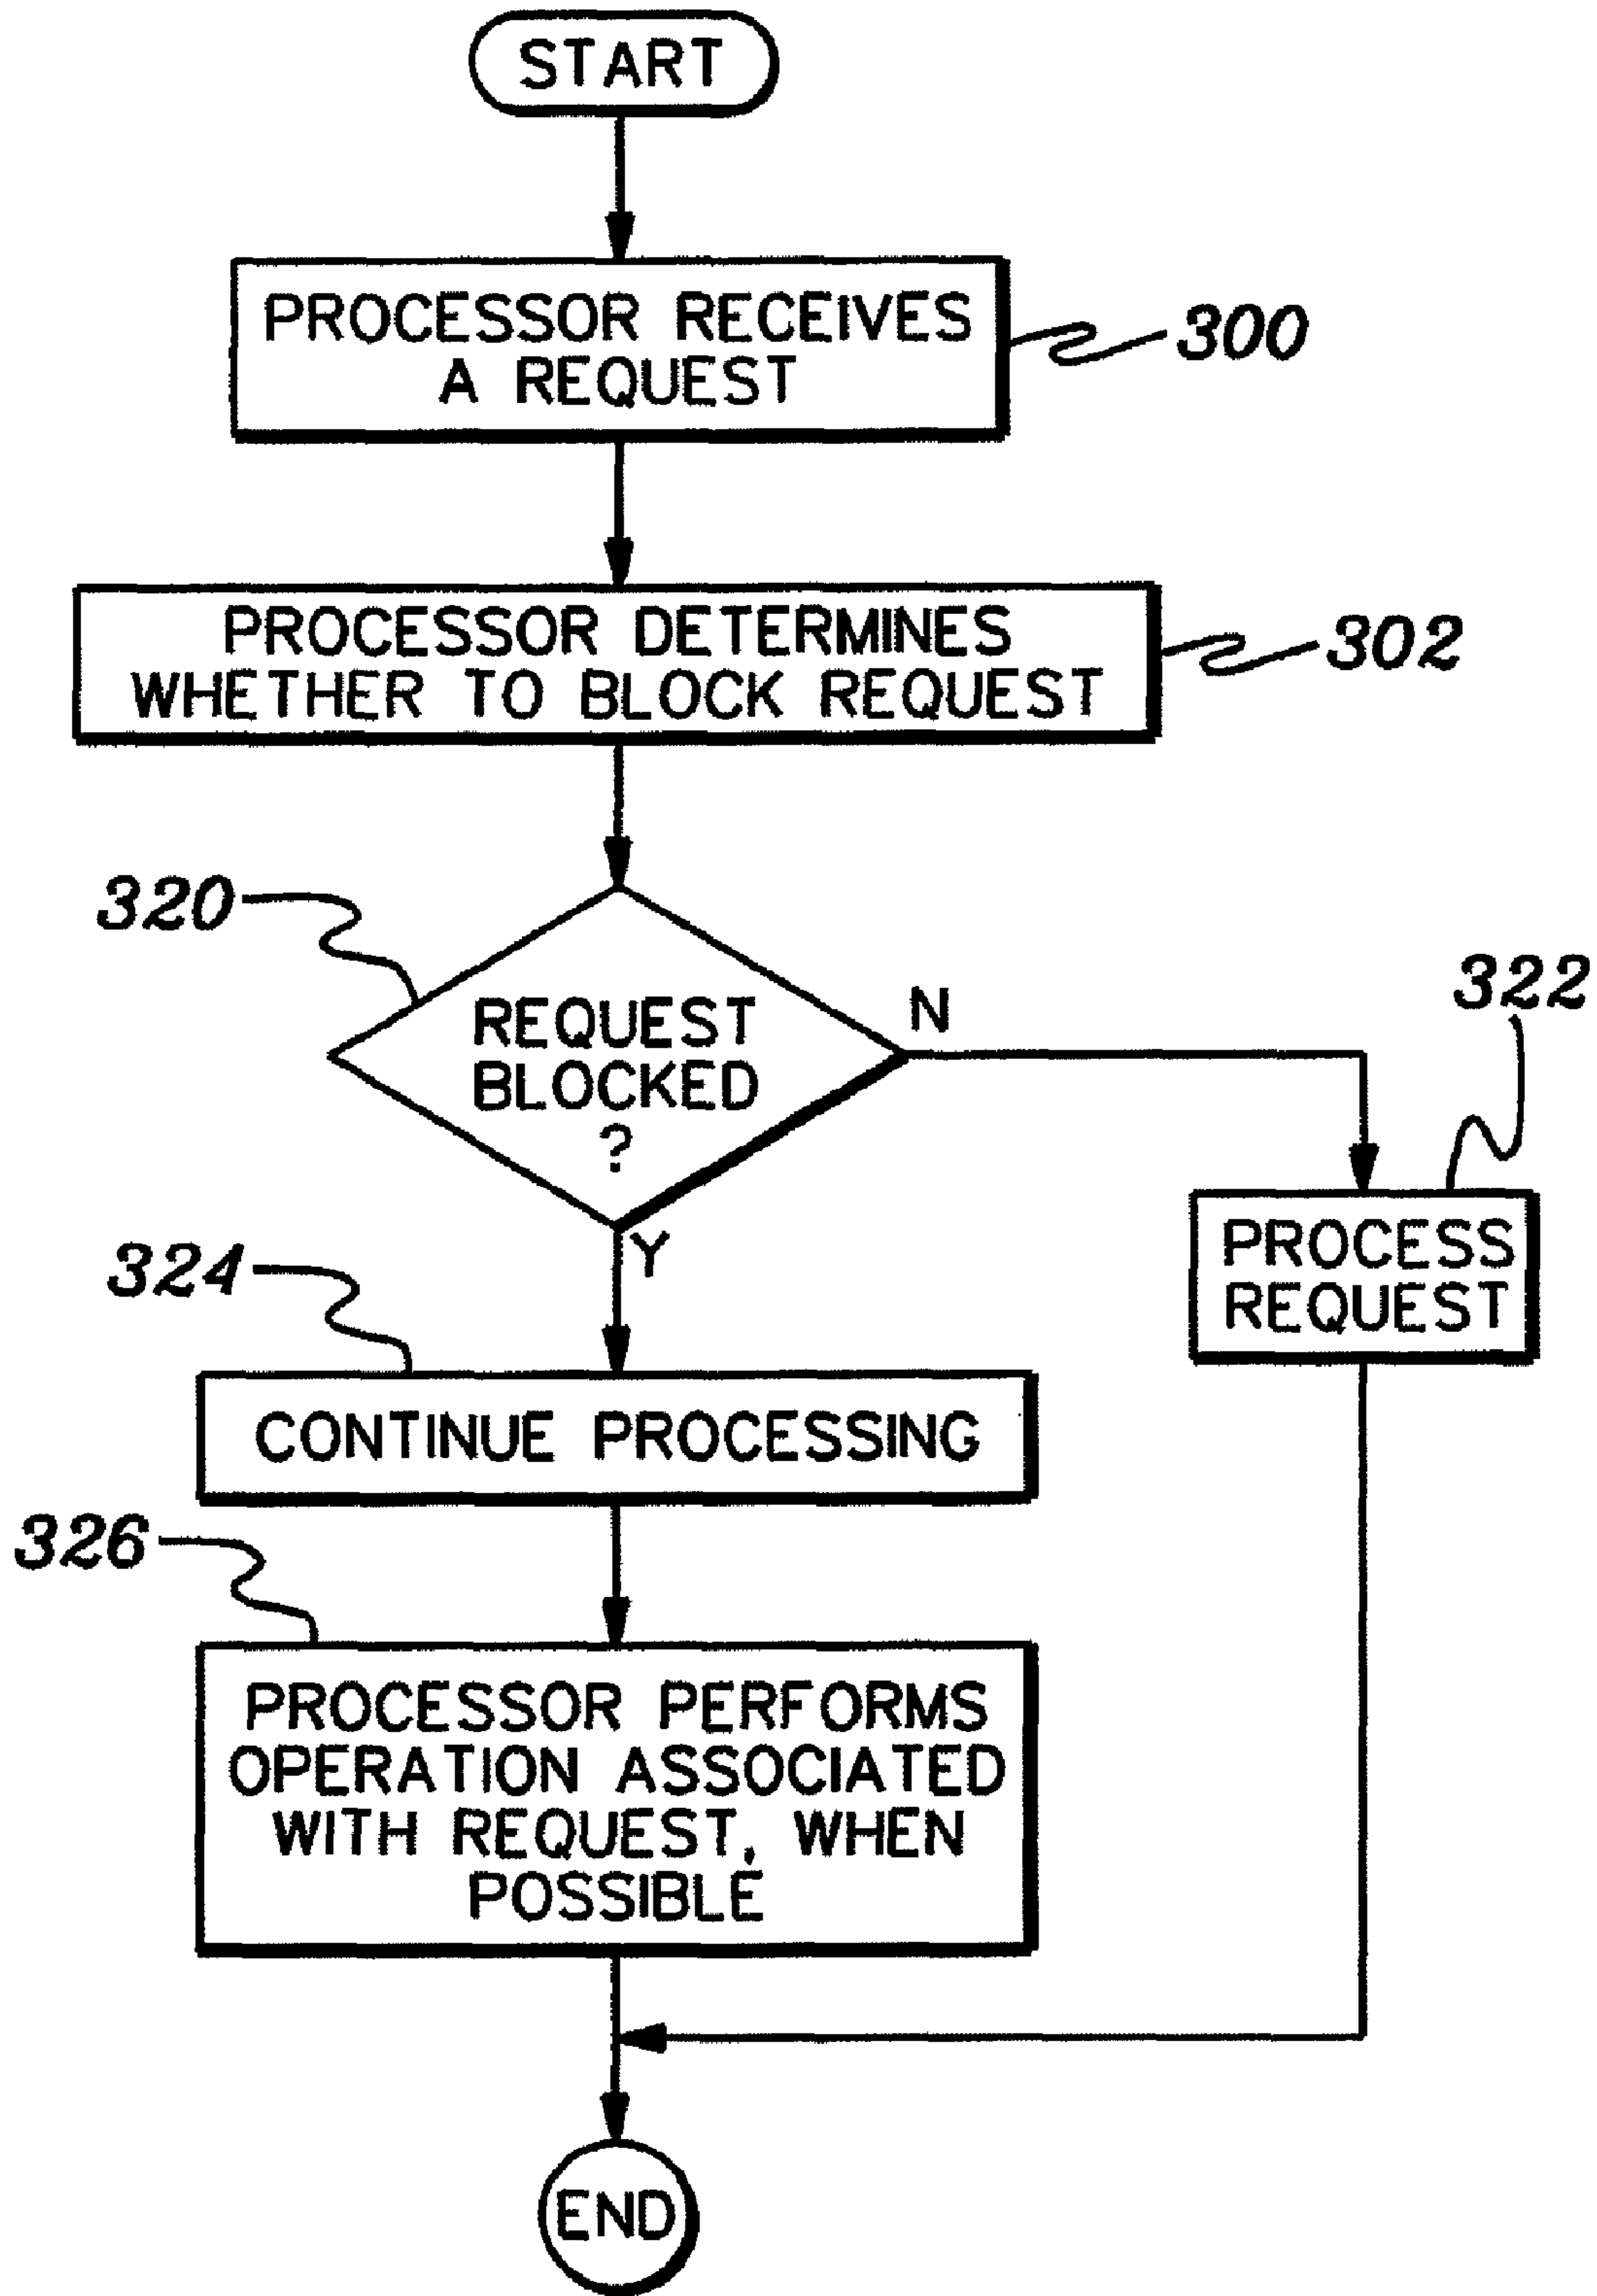 START
PROCESSOR RECEIVES
A REQUEST
300
PROCESSOR DETERMINES
WHETHER TO BLOCK REQUEST
302
320
REQUEST
BLOCKED
?
N
322
PROCESS
REQUEST
Y
324
CONTINUE PROCESSING
326
PROCESSOR PERFORMS
OPERATION ASSOCIATED
WITH REQUEST, WHEN
POSSIBLE
END